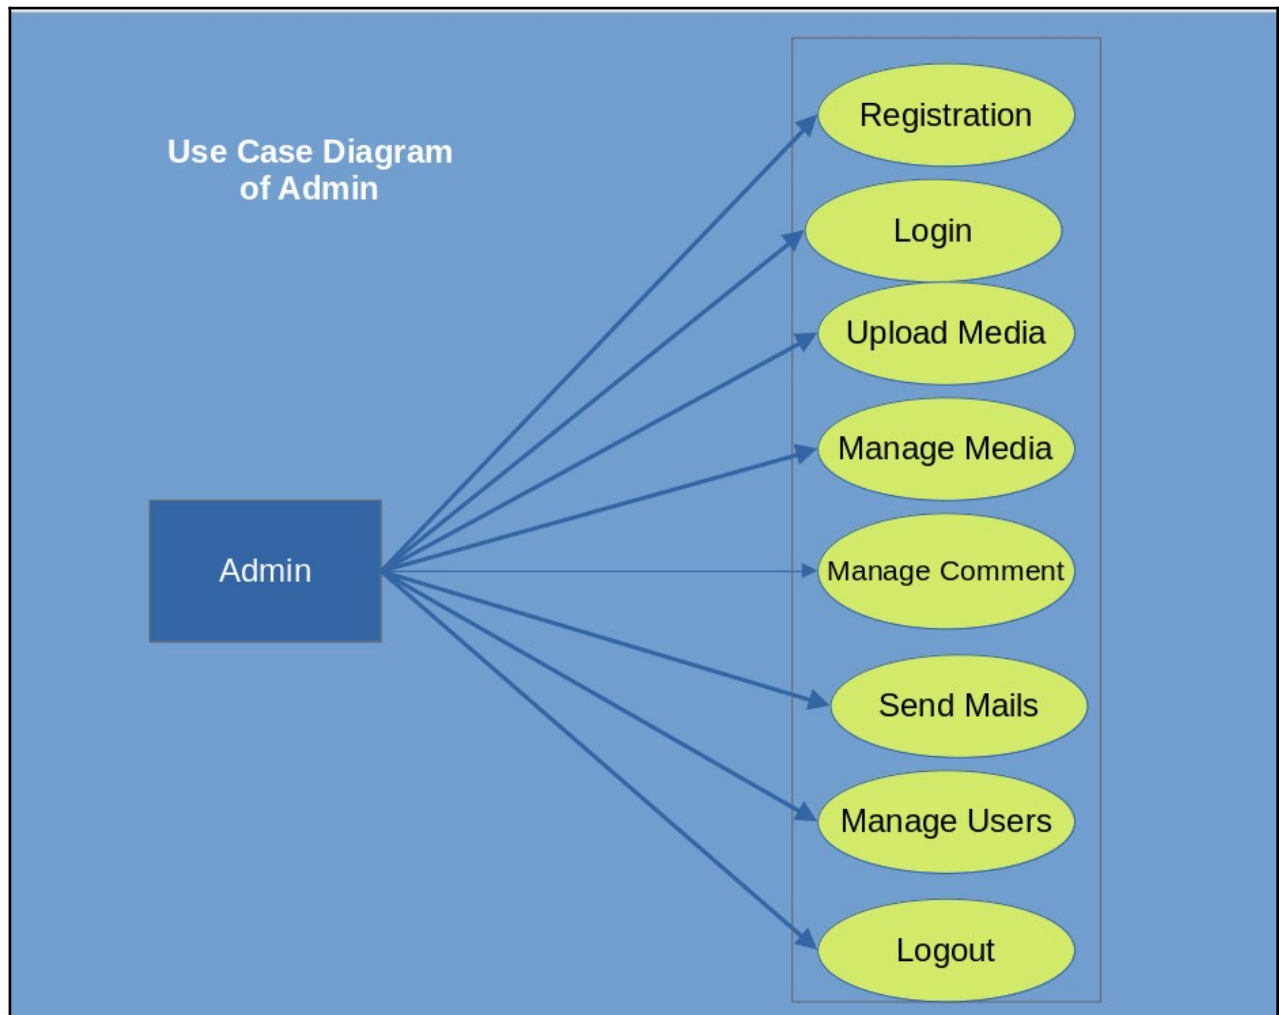 Use Case Diagram
of Admin
Registration
Login
Upload Media
Manage Media
Admin
Manage Comment
Send Mails
Manage Users
Logout